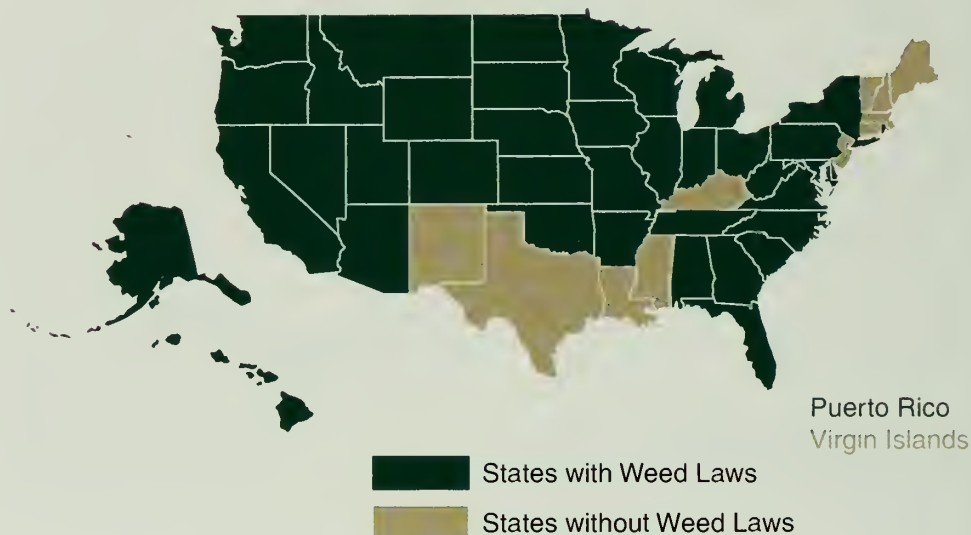 Puerto Rico
Virgin Islands
States with Weed Laws
States without Weed Laws